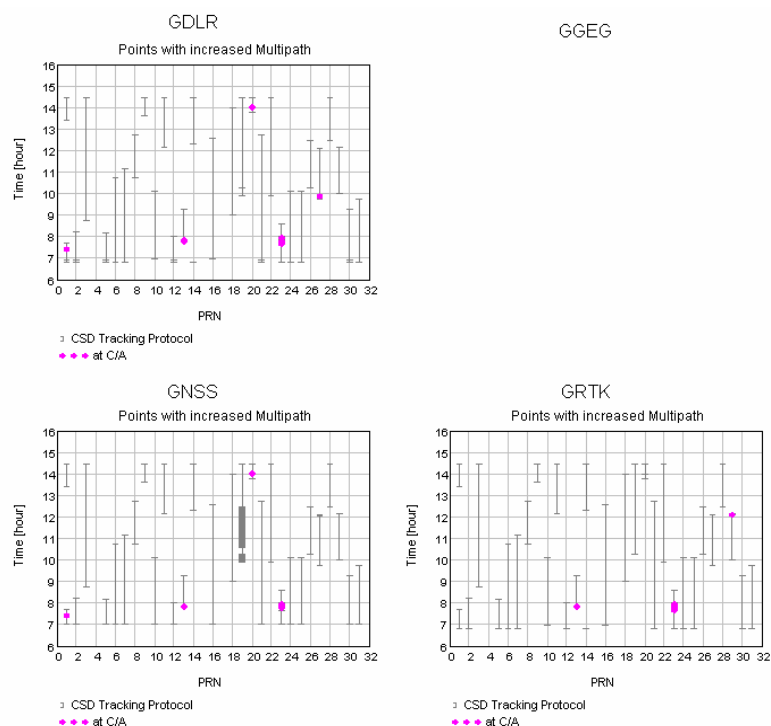 GDLR
GGEG
Points with increased Multipath
16
15
14
13
12
11
10
9
8
7
6
Time [hour]
0 2 4 6 8 10 12 14 16 18 20 22 24 26 28 30 32
PRN
CSD Tracking Protocol
at C/A
GNSS
Points with increased Multipath
16
15
14
13
12
11
10
9
8
7
6
Time [hour]
0 2 4 6 8 10 12 14 16 18 20 22 24 26 28 30 32
PRN
CSD Tracking Protocol
at C/A
GRTK
Points with increased Multipath
16
15
14
13
12
11
10
9
8
7
6
Time [hour]
0 2 4 6 8 10 12 14 16 18 20 22 24 26 28 30 32
PRN
CSD Tracking Protocol
at C/A